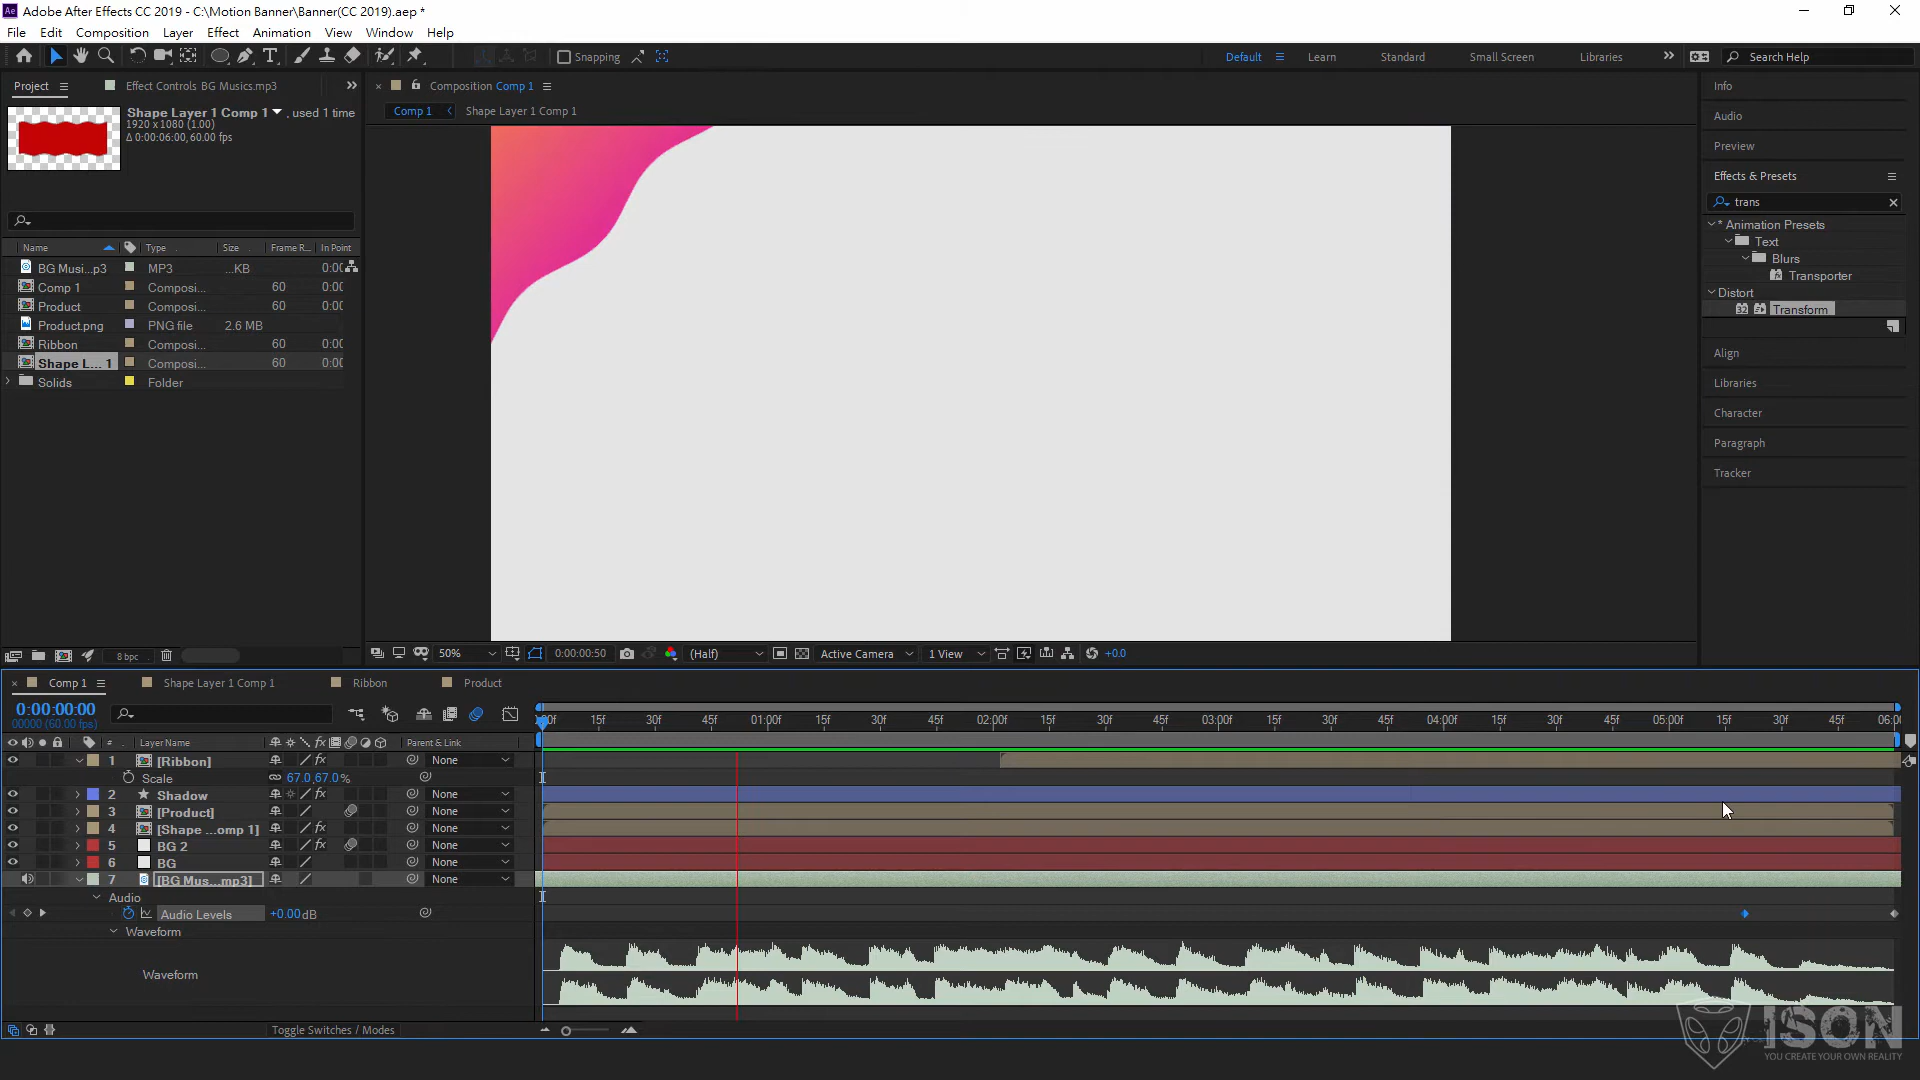 Adobe After Effects CC 2019 - C:\Motion Banner\Banner(CC 2019).aep *
File Edit Composition Layer Effect Animation View Window Help
Snapping Default Learn Standard Small Screen Libraries Search Help
Project Effect Controls BG Musics.mp3 Composition Comp 1 Info
Shape Layer 1 Comp 1 , used 1 time
1920 x 1080 (1.00)
Δ 0:00:06:00, 60.00 fps
Comp 1 Shape Layer 1 Comp 1
Audio
Preview
Effects & Presets
trans
* Animation Presets
Text
Blurs
Transporter
Distort
Transform
Align
Libraries
Character
Paragraph
Tracker
Name Type Size Frame R... In Point
BG Musi...p3 MP3 ...KB 0:00
Comp 1 Composi... 60 0:00
Product Composi... 60 0:00
Product.png PNG file 2.6 MB
Ribbon Composi... 60 0:00
Shape L... 1 Composi... 60 0:00
Solids Folder
8 bpc
50% 0:00:00:50 (Half) Active Camera 1 View +0.0
Comp 1 Shape Layer 1 Comp 1 Ribbon Product
0:00:00:00
00000 (60.00 fps)
:00f 15f 30f 45f 01:00f 15f 30f 45f 02:00f 15f 30f 45f 03:00f 15f 30f 45f 04:00f 15f 30f 45f 05:00f 15f 30f 45f 06:00
# Layer Name Parent & Link
1 [Ribbon] None
Scale 67.0,67.0%
2 Shadow None
3 [Product] None
4 [Shape ...omp 1] None
5 BG 2 None
6 BG None
7 [BG Mus...mp3] None
Audio
Audio Levels +0.00dB
Waveform
Waveform
Toggle Switches / Modes
ISON
YOU CREATE YOUR OWN REALITY